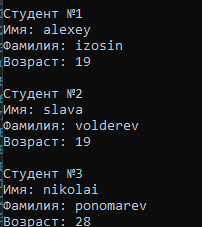 Студент №1
Имя: alexey
Фамилия: izosin
Возраст: 19
Студент №2
Имя: slava
Фамилия: volderev
Возраст: 19
Студент №3
Имя: nikolai
Фамилия: ponomarev
Возраст: 28